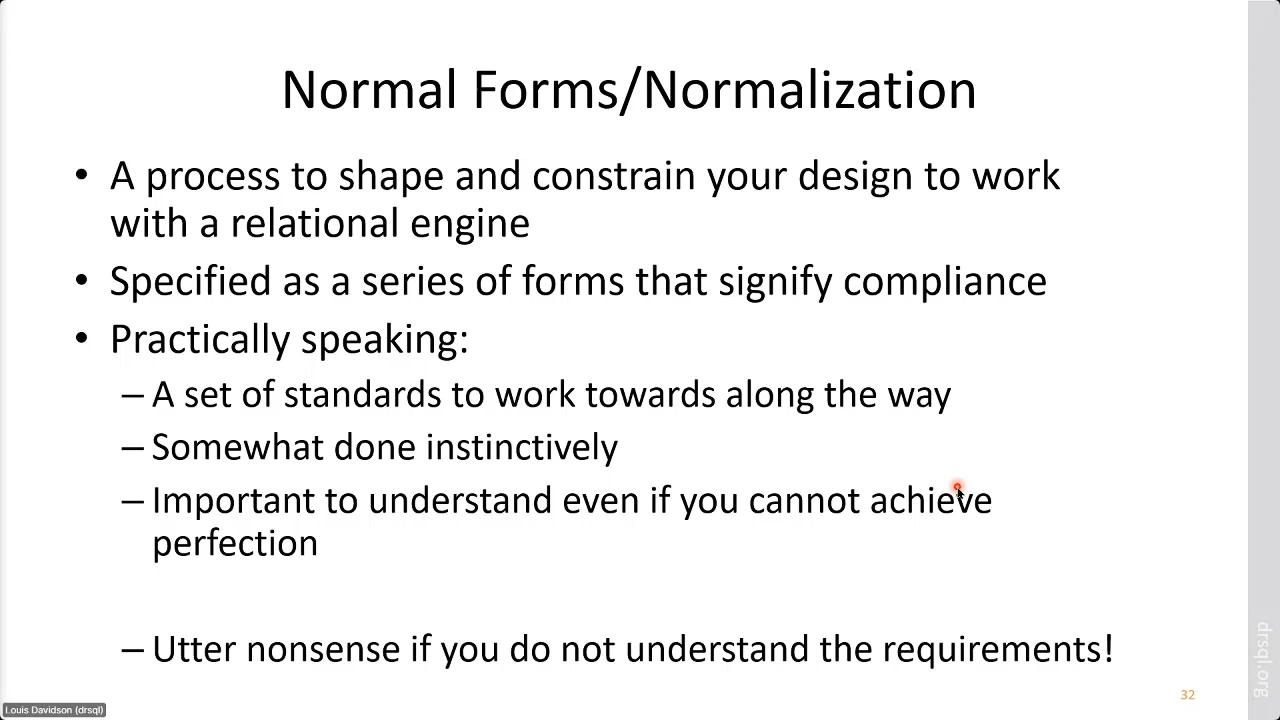 Normal Forms/Normalization
• A process to shape and constrain your design to work
with a relational engine
• Specified as a series of forms that signify compliance
• Practically speaking:
– A set of standards to work towards along the way
– Somewhat done instinctively
– Important to understand even if you cannot achieve
perfection
– Utter nonsense if you do not understand the requirements!
32
drsql.org
Louis Davidson (drsql)